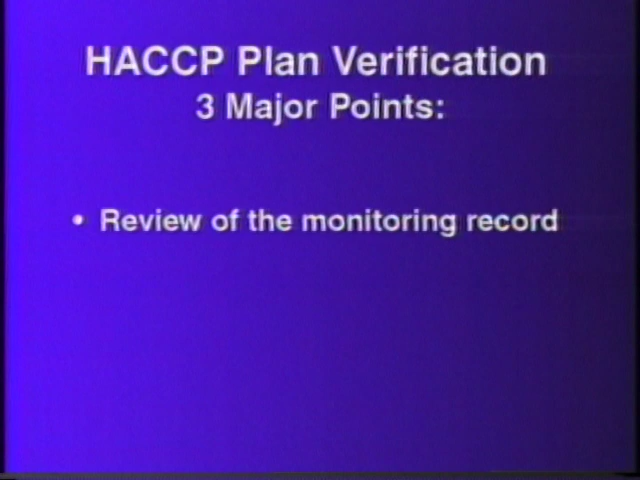 HACCP Plan Verification
3 Major Points:
• Review of the monitoring record